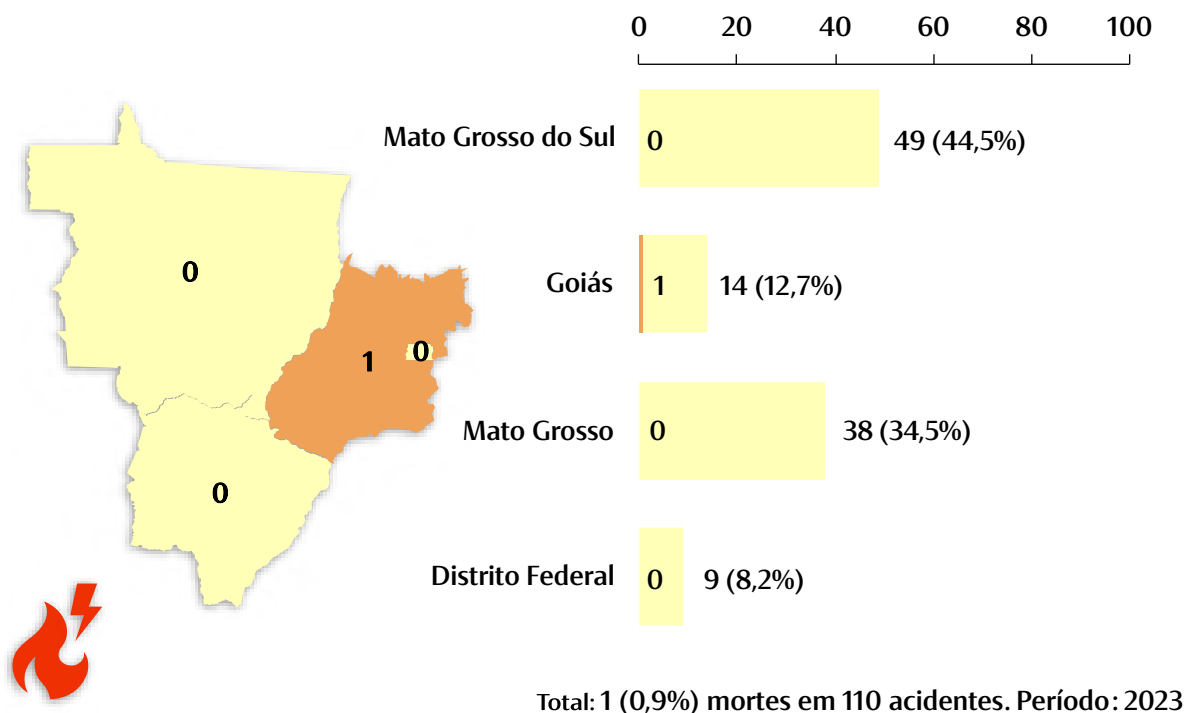 0 20 40 60 80 100
Mato Grosso do Sul 0 49 (44,5%)
Goiás 1 14 (12,7%)
Mato Grosso 0 38 (34,5%)
Distrito Federal 0 9 (8,2%)
0
1 0
0
Total: 1 (0,9%) mortes em 110 acidentes. Período: 2023